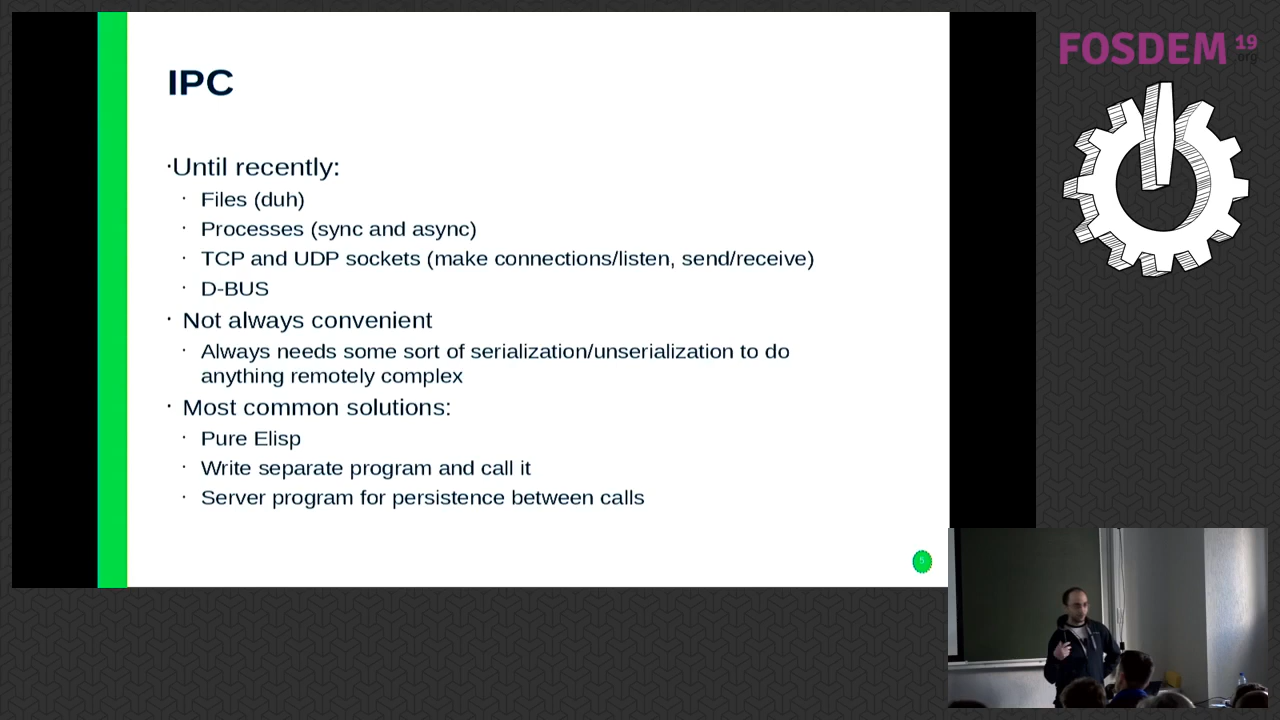 IPC
·Until recently:
· Files (duh)
· Processes (sync and async)
· TCP and UDP sockets (make connections/listen, send/receive)
· D-BUS
· Not always convenient
· Always needs some sort of serialization/unserialization to do
anything remotely complex
· Most common solutions:
· Pure Elisp
· Write separate program and call it
· Server program for persistence between calls
5
FOSDEM 19
.org